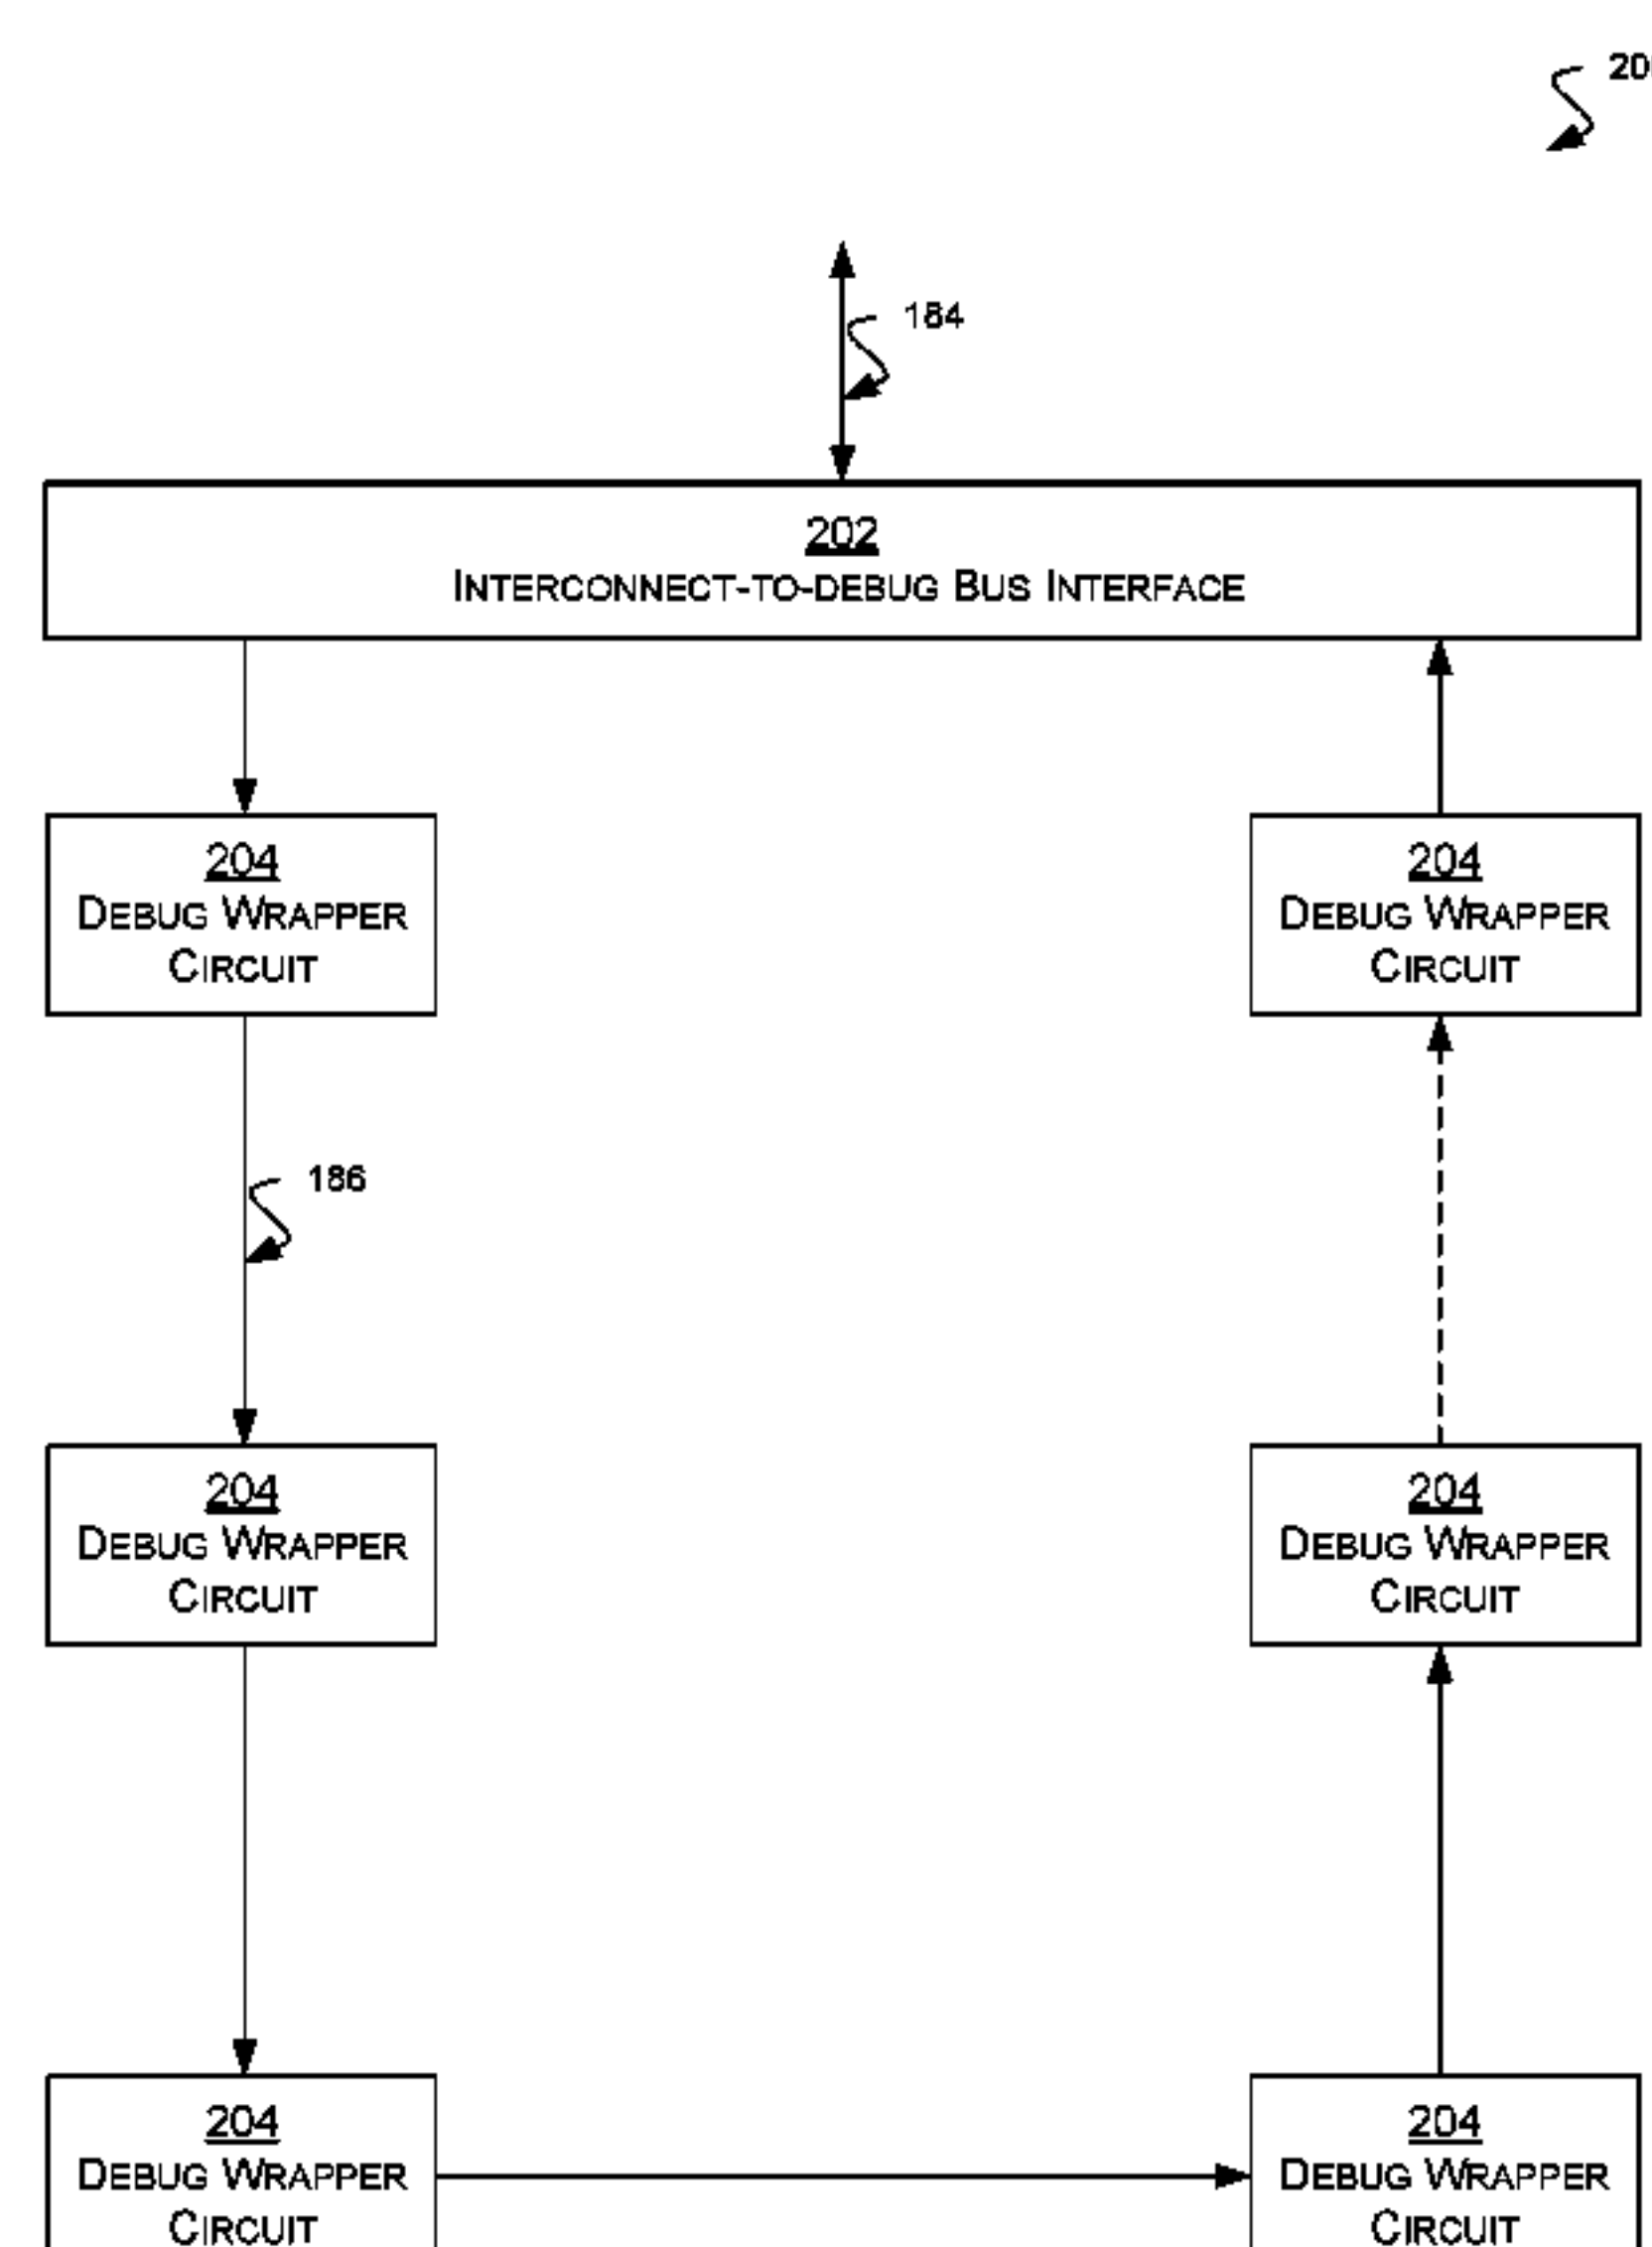 20
184
202
INTERCONNECT-TO-DEBUG BUS INTERFACE
204
DEBUG WRAPPER
CIRCUIT
204
DEBUG WRAPPER
CIRCUIT
186
204
DEBUG WRAPPER
CIRCUIT
204
DEBUG WRAPPER
CIRCUIT
204
DEBUG WRAPPER
CIRCUIT
204
DEBUG WRAPPER
CIRCUIT